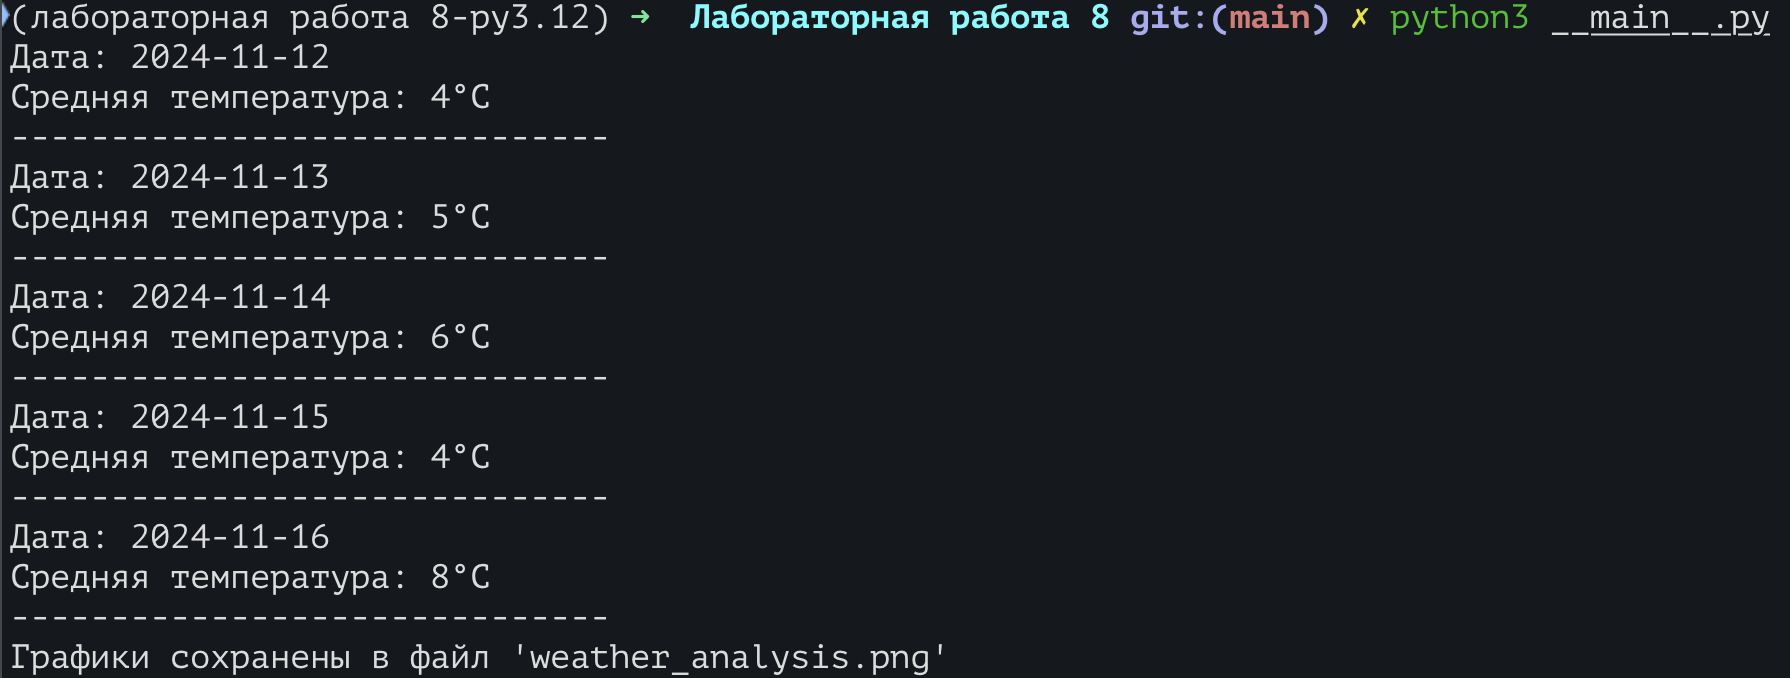 (лабораторная работа 8-py3.12) ➜  Лабораторная работа 8 git:(main) ✗ python3 __main__.py
Дата: 2024-11-12
Средняя температура: 4°C
------------------------------
Дата: 2024-11-13
Средняя температура: 5°C
------------------------------
Дата: 2024-11-14
Средняя температура: 6°C
------------------------------
Дата: 2024-11-15
Средняя температура: 4°C
------------------------------
Дата: 2024-11-16
Средняя температура: 8°C
------------------------------
Графики сохранены в файл 'weather_analysis.png'